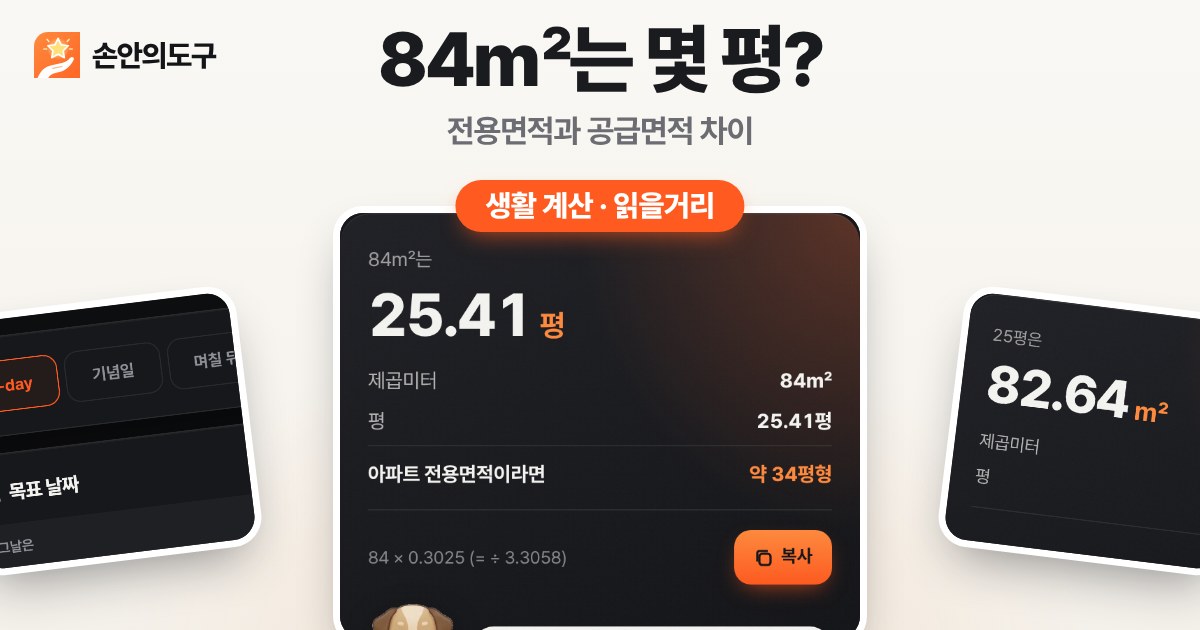 손안의도구
84m²는 몇 평?
전용면적과 공급면적 차이
생활 계산 · 읽을거리
84m²는
25.41 평
제곱미터 84m²
평 25.41평
아파트 전용면적이라면 약 34평형
84 × 0.3025 (= ÷ 3.3058)
복사
-day
기념일
며칠
목표 날짜
그날은
25평은
82.64 m²
제곱미터
평